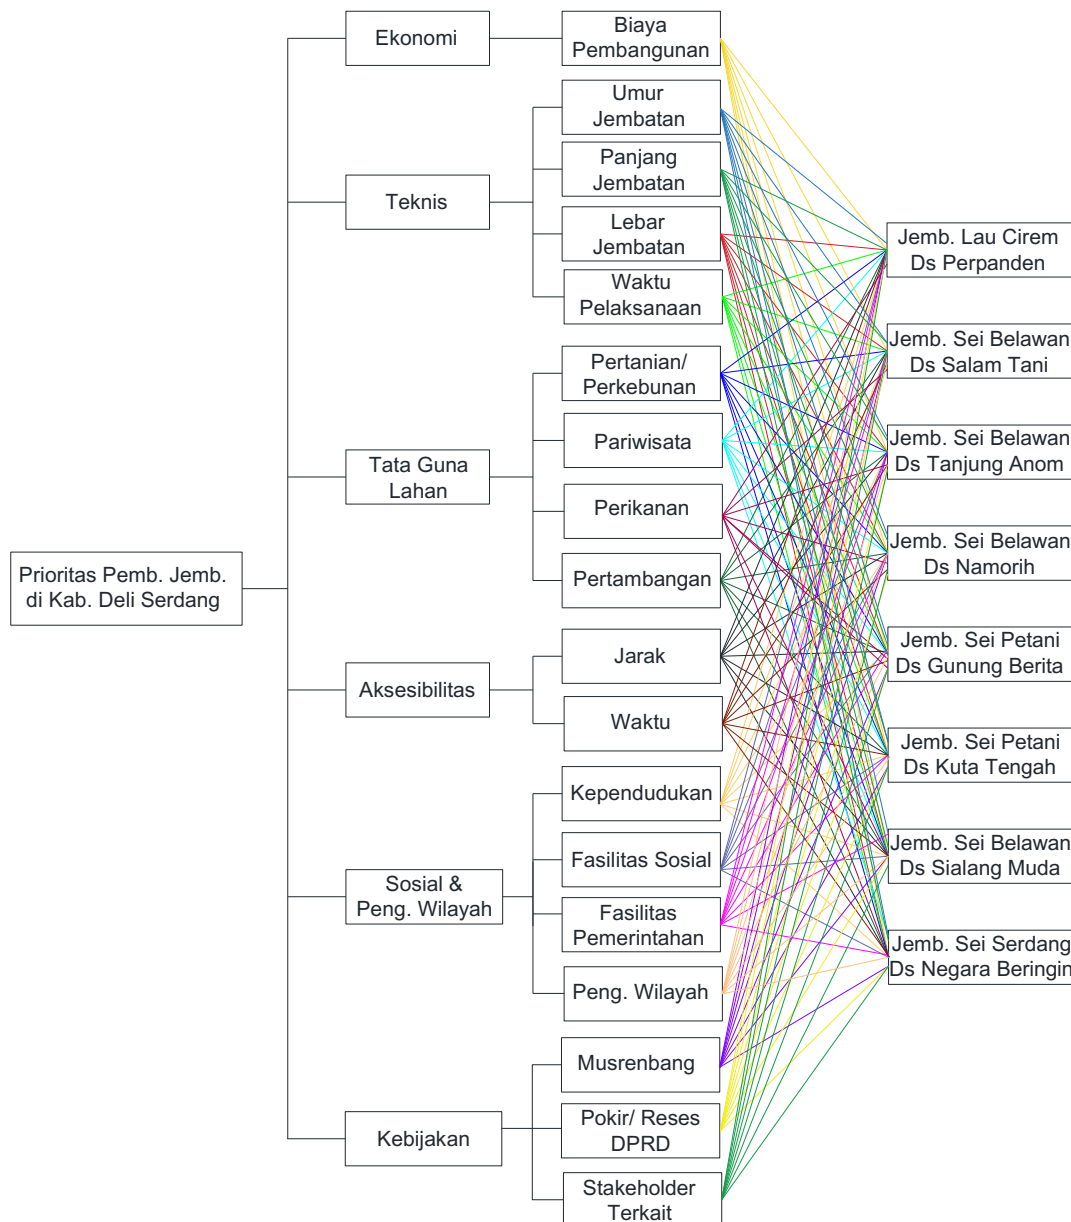 Prioritas Pemb. Jemb.
di Kab. Deli Serdang
Ekonomi
Teknis
Tata Guna
Lahan
Aksesibilitas
Sosial &
Peng. Wilayah
Kebijakan
Biaya
Pembangunan
Umur
Jembatan
Panjang
Jembatan
Lebar
Jembatan
Waktu
Pelaksanaan
Pertanian/
Perkebunan
Pariwisata
Perikanan
Pertambangan
Jarak
Waktu
Kependudukan
Fasilitas Sosial
Fasilitas
Pemerintahan
Peng. Wilayah
Musrenbang
Pokir/ Reses
DPRD
Stakeholder
Terkait
Jemb. Lau Cirem
Ds Perpanden
Jemb. Sei Belawan
Ds Salam Tani
Jemb. Sei Belawan
Ds Tanjung Anom
Jemb. Sei Belawan
Ds Namorih
Jemb. Sei Petani
Ds Gunung Berita
Jemb. Sei Petani
Ds Kuta Tengah
Jemb. Sei Belawan
Ds Sialang Muda
Jemb. Sei Serdang
Ds Negara Beringin